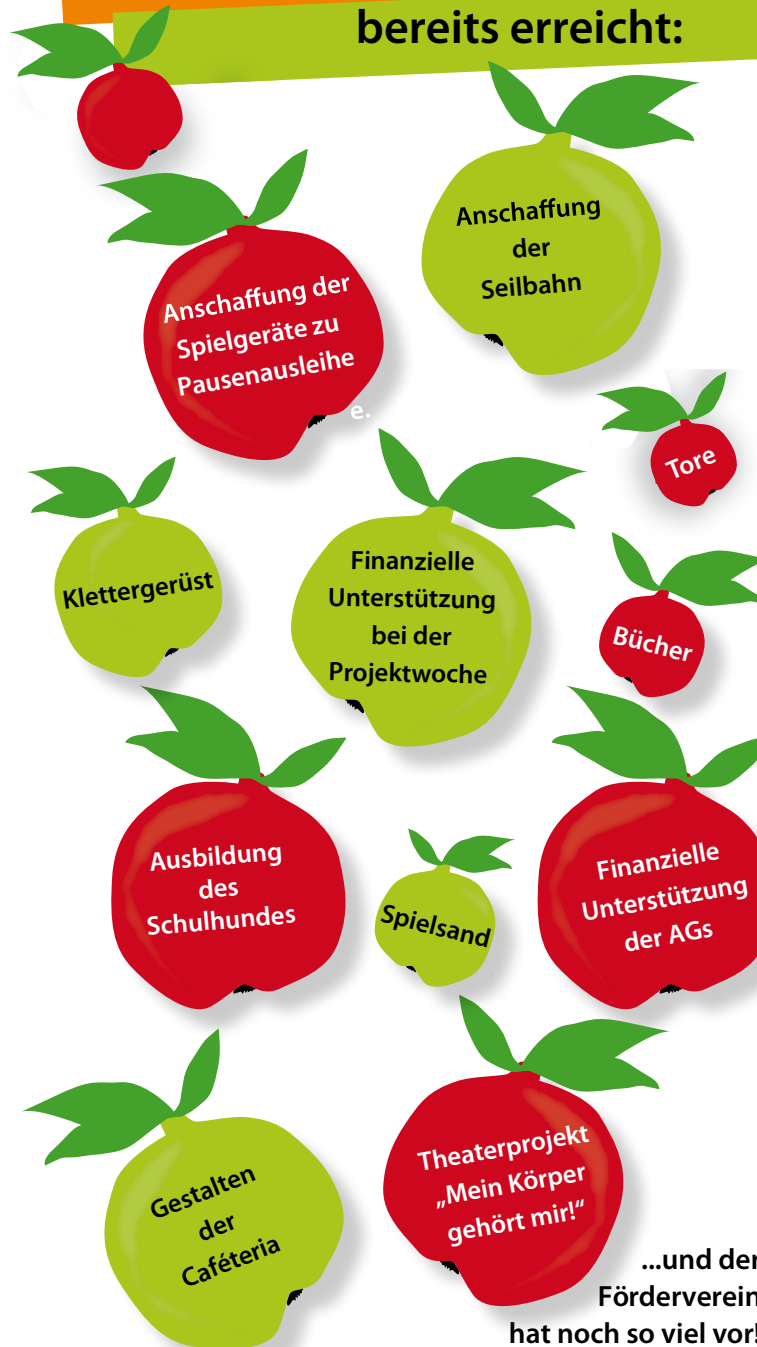 bereits erreicht:
Anschaffung
der
Seilbahn
Anschaffung der
Spielgeräte zu
Pausenausleihe
e.
Tore
Klettergerüst
Finanzielle
Unterstützung
bei der
Projektwoche
Bücher
Ausbildung
des
Schulhundes
Spielsand
Finanzielle
Unterstützung
der AGs
Gestalten
der
Caféteria
Theaterprojekt
„Mein Körper
gehört mir!“
...und der
Förderverein
hat noch so viel vor!